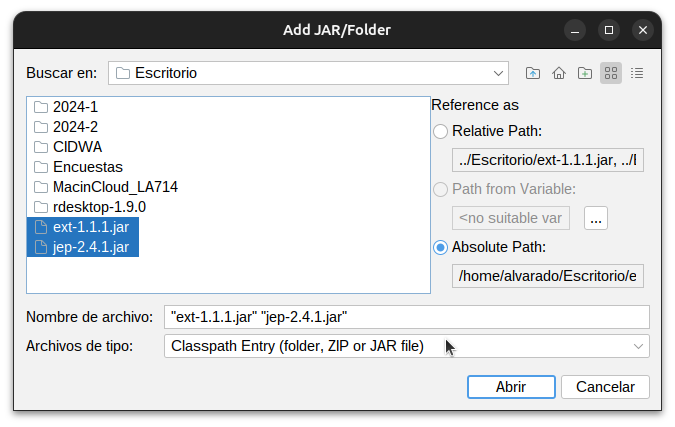 Add JAR/Folder
Buscar en: Escritorio
2024-1
2024-2
CIDWA
Encuestas
MacinCloud_LA714
rdesktop-1.9.0
ext-1.1.1.jar
jep-2.4.1.jar
Reference as
Relative Path:
../Escritorio/ext-1.1.1.jar, ../E
Path from Variable:
<no suitable var
...
Absolute Path:
/home/alvarado/Escritorio/e
Nombre de archivo: "ext-1.1.1.jar" "jep-2.4.1.jar"
Archivos de tipo: Classpath Entry (folder, ZIP or JAR file)
Abrir Cancelar